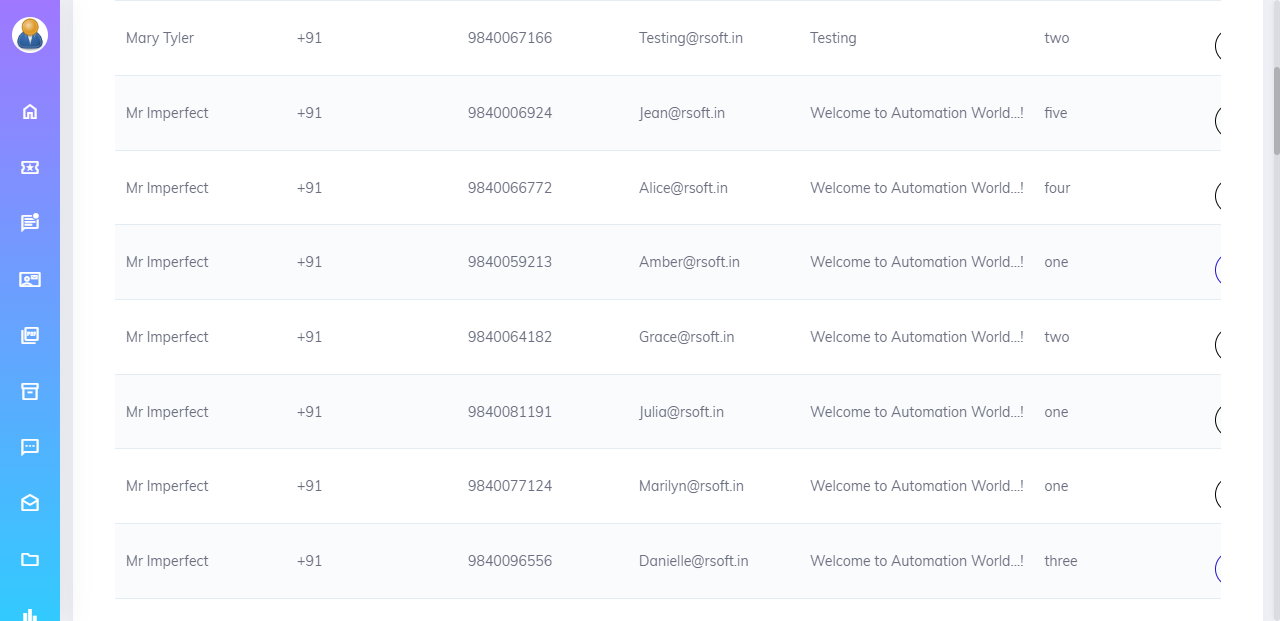 Mary Tyler +91 9840067166 Testing@rsoft.in Testing two
Mr Imperfect +91 9840006924 Jean@rsoft.in Welcome to Automation World...! five
Mr Imperfect +91 9840066772 Alice@rsoft.in Welcome to Automation World...! four
Mr Imperfect +91 9840059213 Amber@rsoft.in Welcome to Automation World...! one
Mr Imperfect +91 9840064182 Grace@rsoft.in Welcome to Automation World...! two
Mr Imperfect +91 9840081191 Julia@rsoft.in Welcome to Automation World...! one
Mr Imperfect +91 9840077124 Marilyn@rsoft.in Welcome to Automation World...! one
Mr Imperfect +91 9840096556 Danielle@rsoft.in Welcome to Automation World...! three